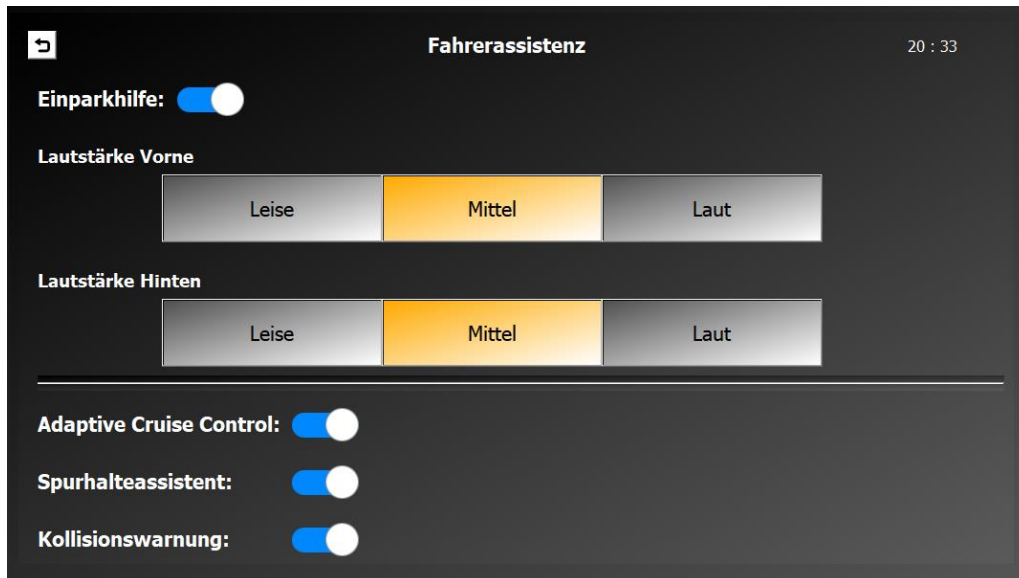 Fahrerassistenz 20 : 33
Einparkhilfe:
Lautstärke Vorne
Leise Mittel Laut
Lautstärke Hinten
Leise Mittel Laut
Adaptive Cruise Control:
Spurhalteassistent:
Kollisionswarnung: